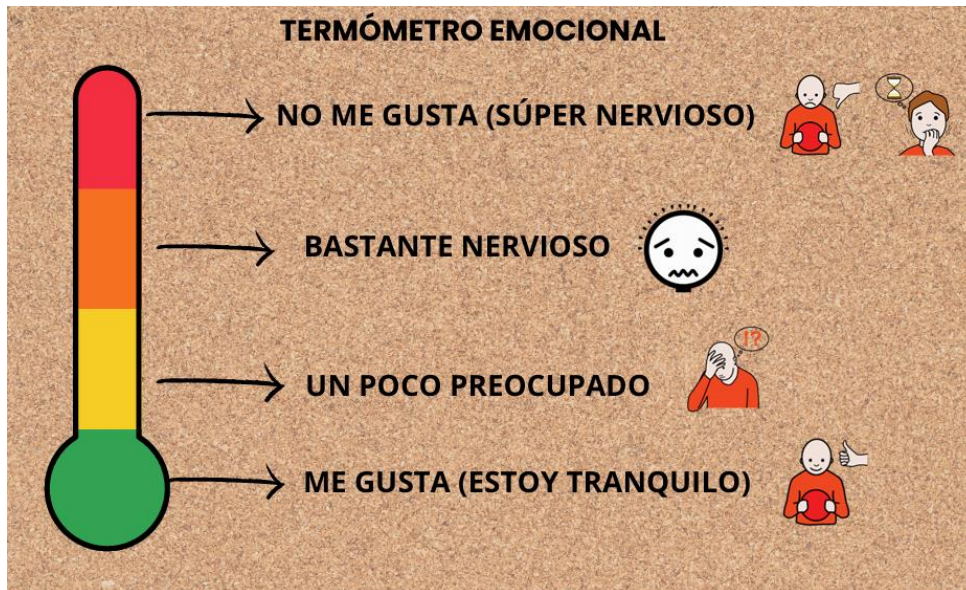 TERMÓMETRO EMOCIONAL
NO ME GUSTA (SÚPER NERVIOSO)
BASTANTE NERVIOSO
!?
UN POCO PREOCUPADO
ME GUSTA (ESTOY TRANQUILO)